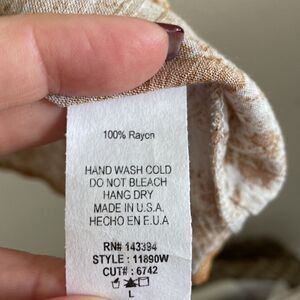 100% Rayon
HAND WASH COLD
DO NOT BLEACH
HANG DRY
MADE IN U.S.A.
HECHO EN E.U.A
RN# 143394
STYLE : 11890W
CUT# : 6742
L